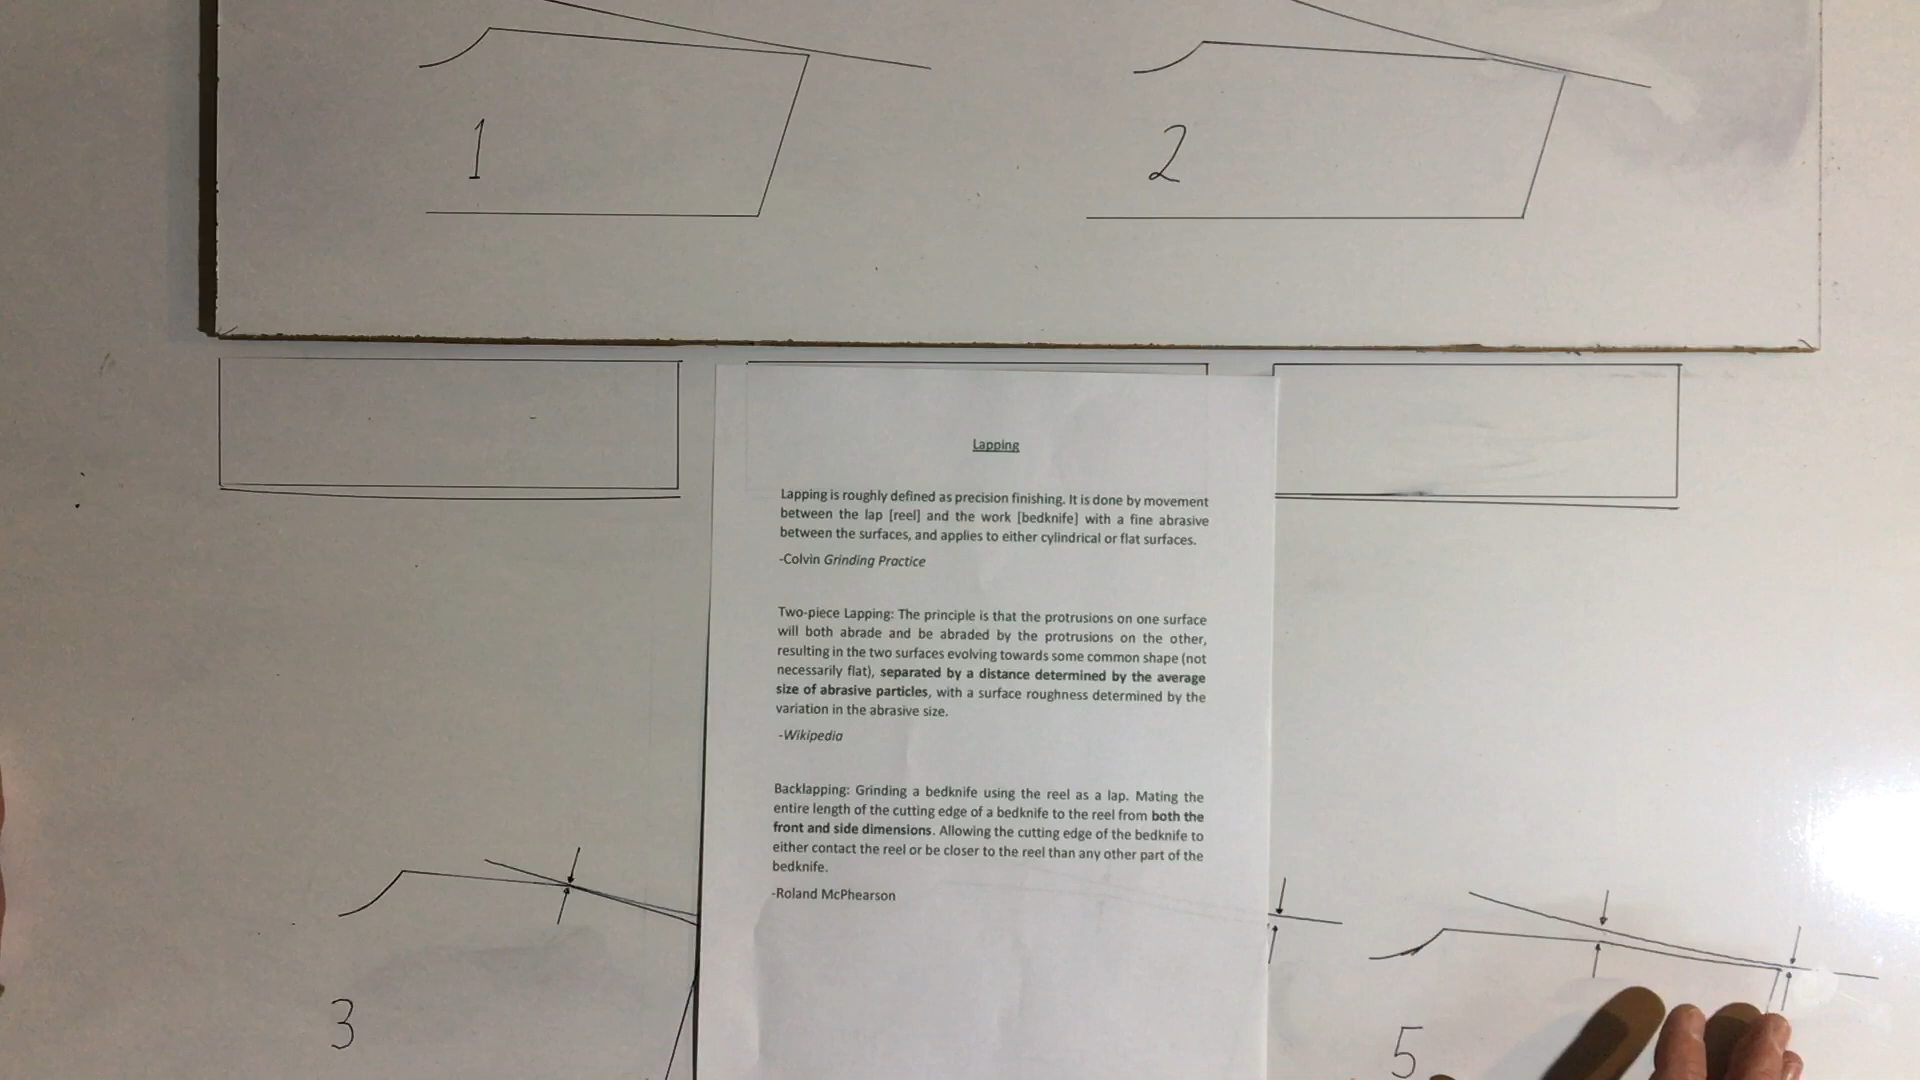 1
2
Lapping
Lapping is roughly defined as precision finishing. It is done by movement
between the lap [reel] and the work [bedknife] with a fine abrasive
between the surfaces, and applies to either cylindrical or flat surfaces.
-Colvin Grinding Practice
Two-piece Lapping: The principle is that the protrusions on one surface
will both abrade and be abraded by the protrusions on the other,
resulting in the two surfaces evolving towards some common shape (not
necessarily flat), separated by a distance determined by the average
size of abrasive particles, with a surface roughness determined by the
variation in the abrasive size.
-Wikipedia
Backlapping: Grinding a bedknife using the reel as a lap. Mating the
entire length of the cutting edge of a bedknife to the reel from both the
front and side dimensions. Allowing the cutting edge of the bedknife to
either contact the reel or be closer to the reel than any other part of the
bedknife.
-Roland McPhearson
3
5